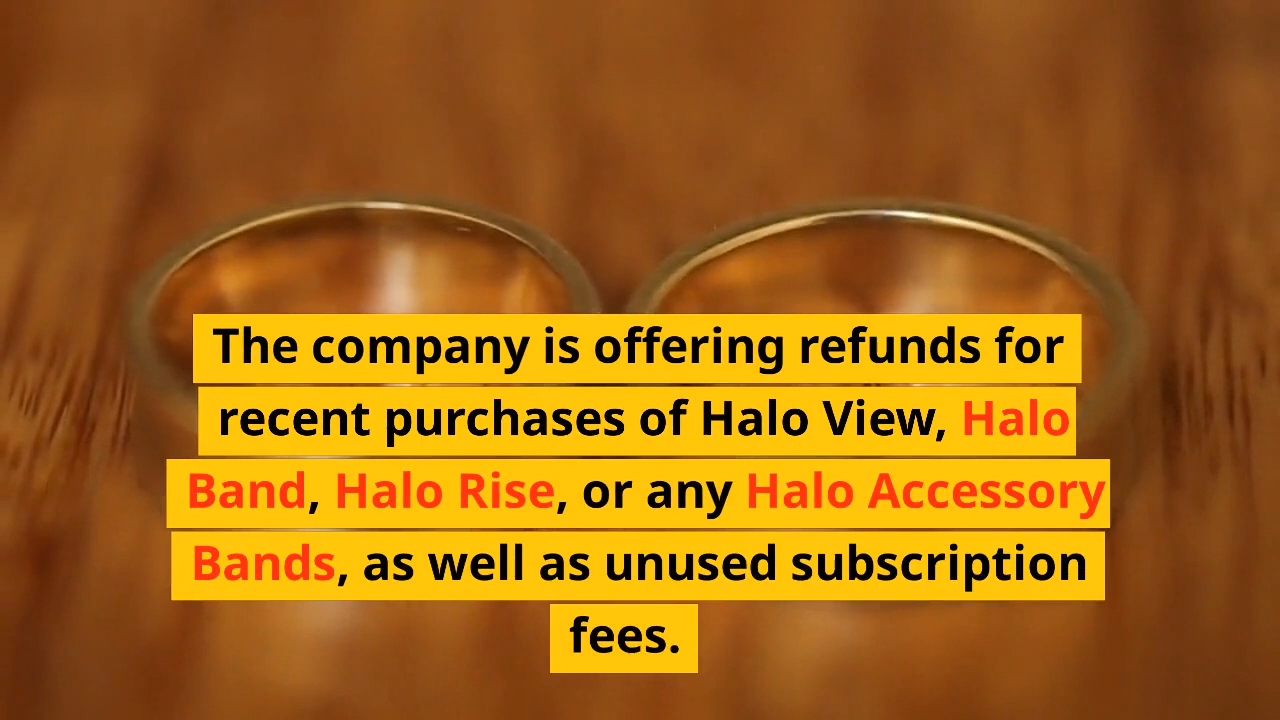 The company is offering refunds for
recent purchases of Halo View, Halo
Band, Halo Rise, or any Halo Accessory
Bands, as well as unused subscription
fees.